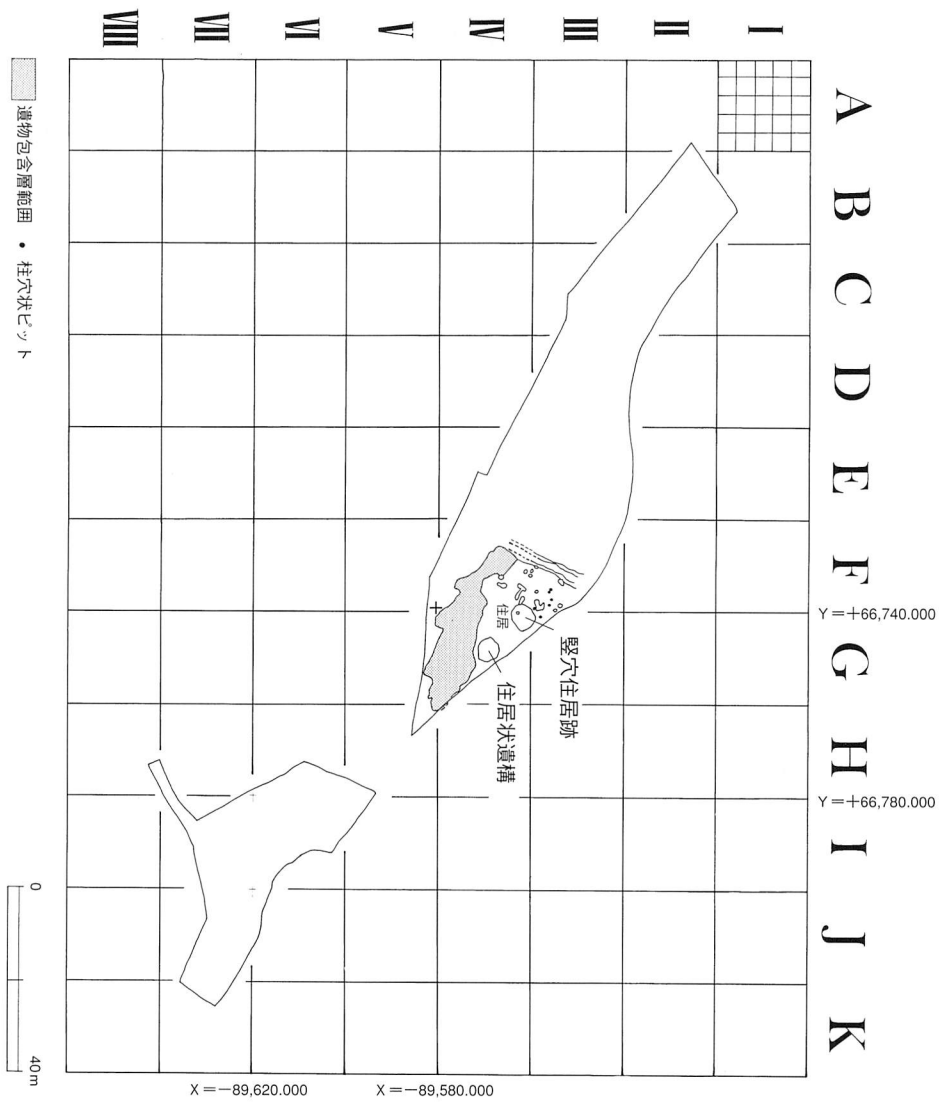 I
II
III
IV
V
VI
VII
VIII
A
B
C
D
E
F
G
H
I
J
K
Y=+66,740.000
Y=+66,780.000
X=-89,620.000
X=-89,580.000
竪穴住居跡
住居状遺構
住居
遺物包含層範囲 • 柱穴状ピット
0
40m